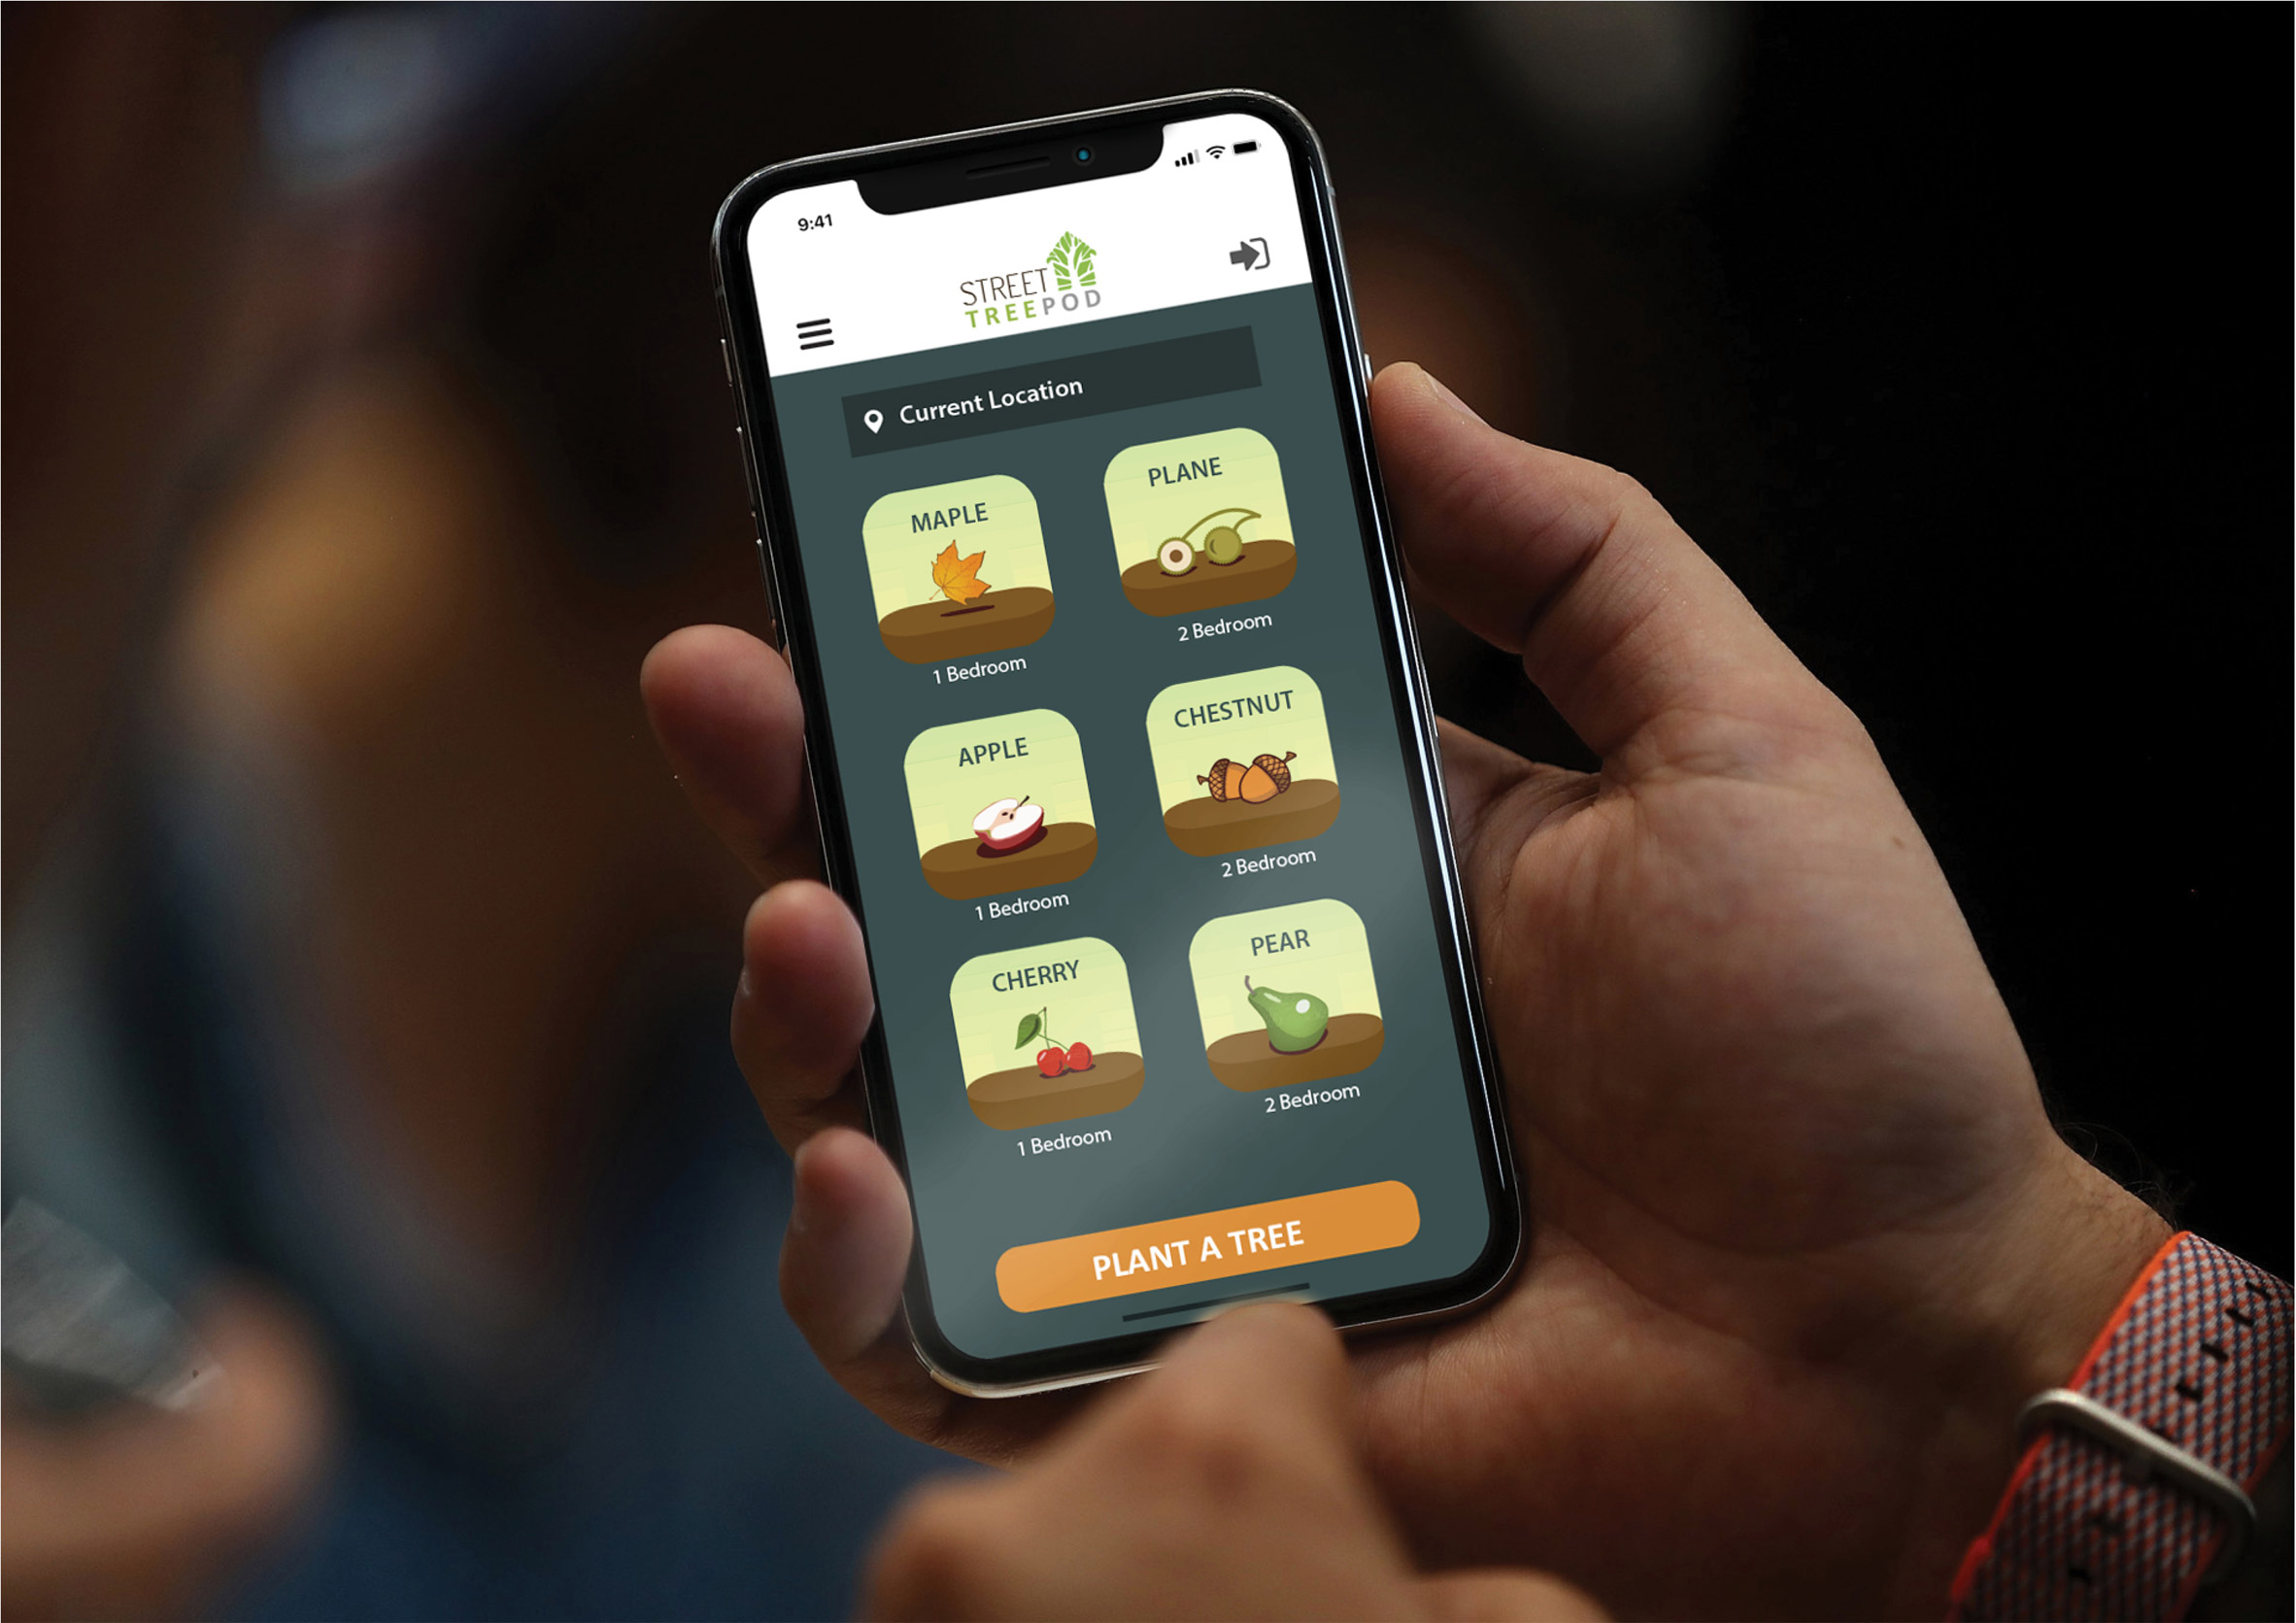 9:41
STREET
TREEPOD
Current Location
MAPLE
PLANE
1 Bedroom
2 Bedroom
APPLE
CHESTNUT
1 Bedroom
2 Bedroom
CHERRY
PEAR
1 Bedroom
2 Bedroom
PLANT A TREE